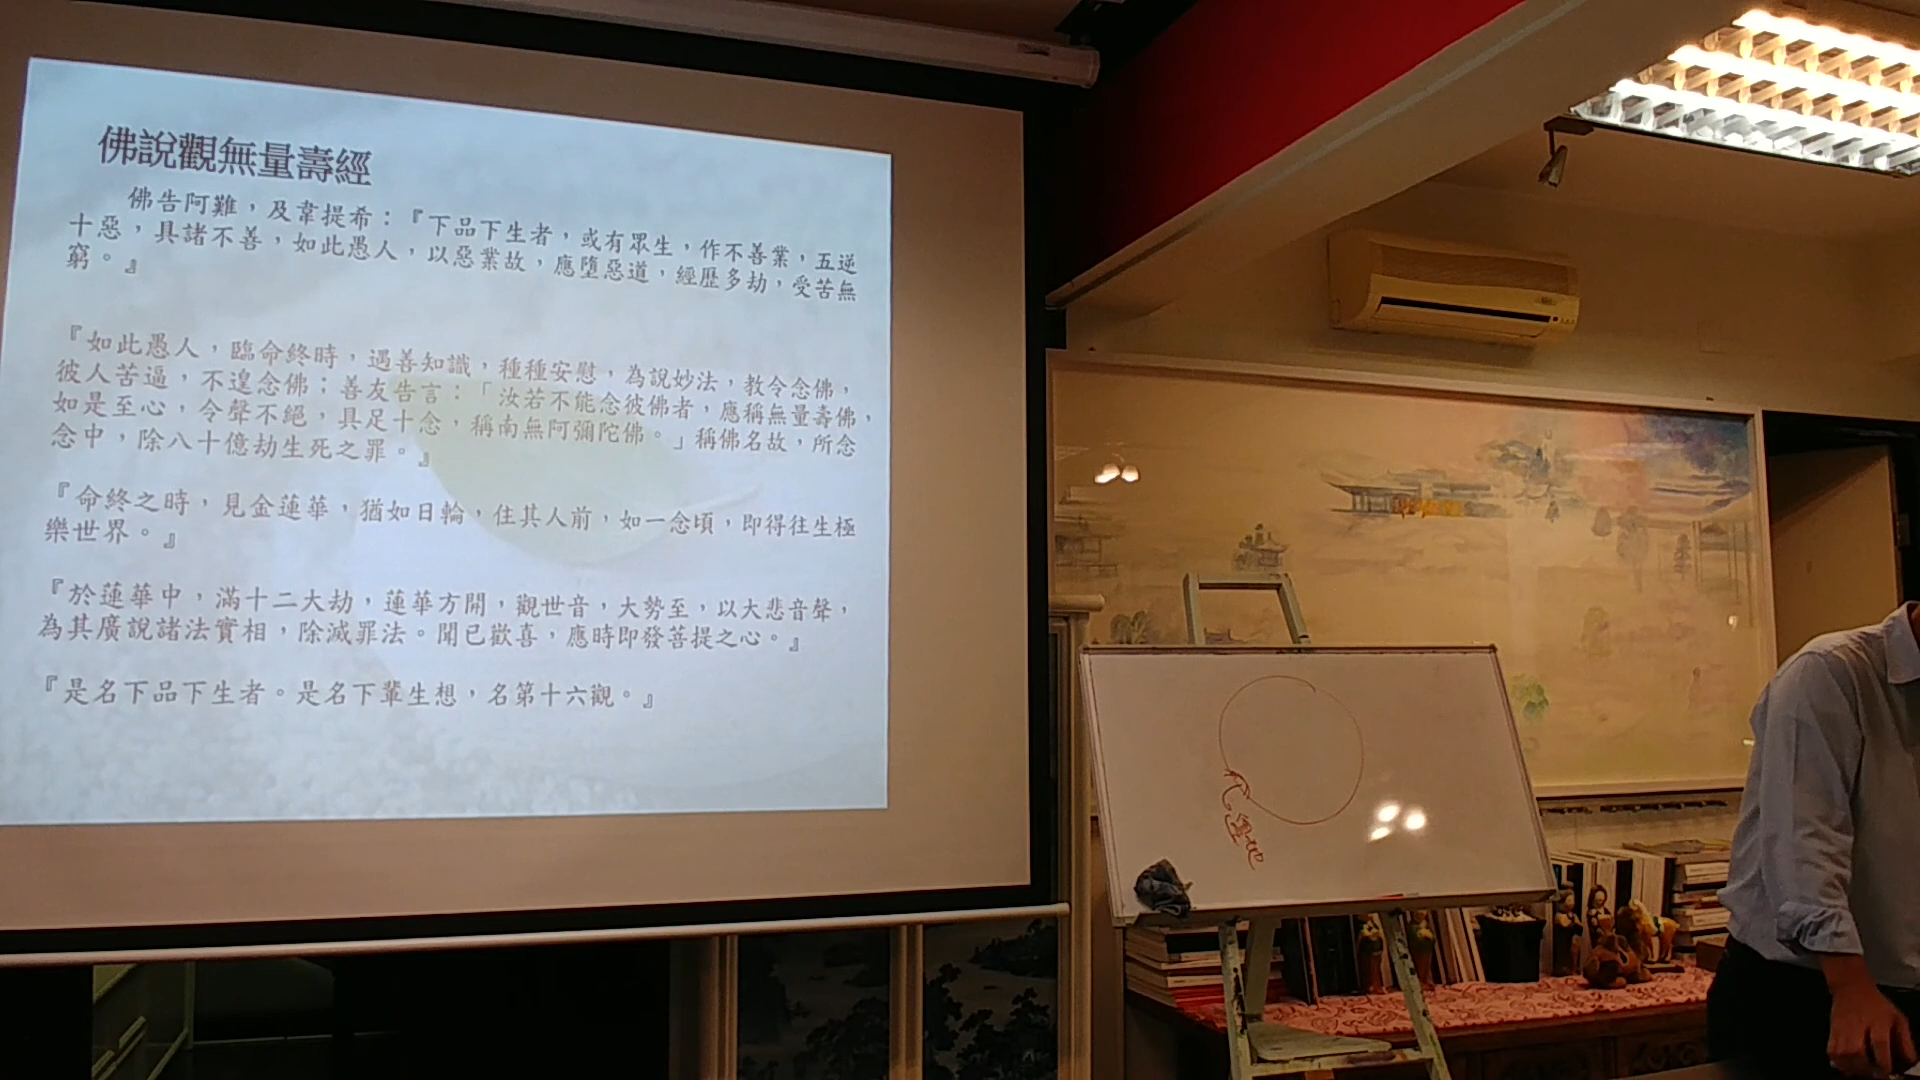 佛說觀無量壽經
佛告阿難，及韋提希：『下品下生者，或有眾生，作不善業，五逆
十惡，具諸不善，如此愚人，以惡業故，應墮惡道，經歷多劫，受苦無
窮。』
『如此愚人，臨命終時，遇善知識，種種安慰，為說妙法，教令念佛，
彼人苦逼，不遑念佛；善友告言：「汝若不能念彼佛者，應稱無量壽佛，
如是至心，令聲不絕，具足十念，稱南無阿彌陀佛。」稱佛名故，所念
念中，除八十億劫生死之罪。』
『命終之時，見金蓮華，猶如日輪，住其人前，如一念頃，即得往生極
樂世界。』
『於蓮華中，滿十二大劫，蓮華方開，觀世音，大勢至，以大悲音聲，
為其廣說諸法實相，除滅罪法。聞已歡喜，應時即發菩提之心。』
『是名下品下生者。是名下輩生想，名第十六觀。』
邊地